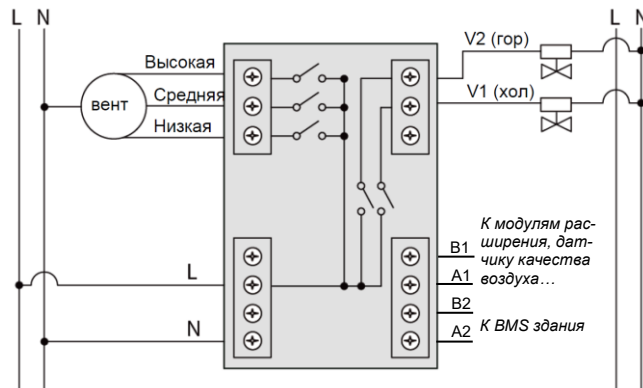 L N
L N
V2 (гор)
V1 (хол)
Высокая
Средняя
Низкая
вент
L
N
B1
A1
B2
A2
К модулям рас-
ширения, дат-
чику качества
воздуха…
К BMS здания